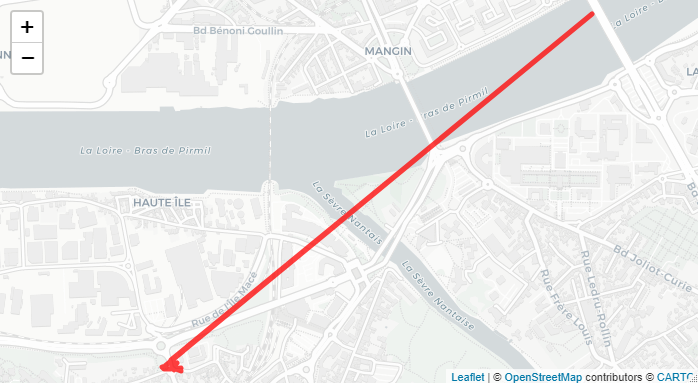 +
Bd Bénoni Goullin
MANGIN
−
La Loire - Bras de Pirmil
La Loire - Bras de Pirmil
La Sèvre Nantais
HAUTE ÎLE
Bd Joliot-Curie
La Sèvre Nantaise
Rue Frère Louis
Rue Ledru-Rollin
Rue de l'Île Macé
Leaflet | © OpenStreetMap contributors © CARTO